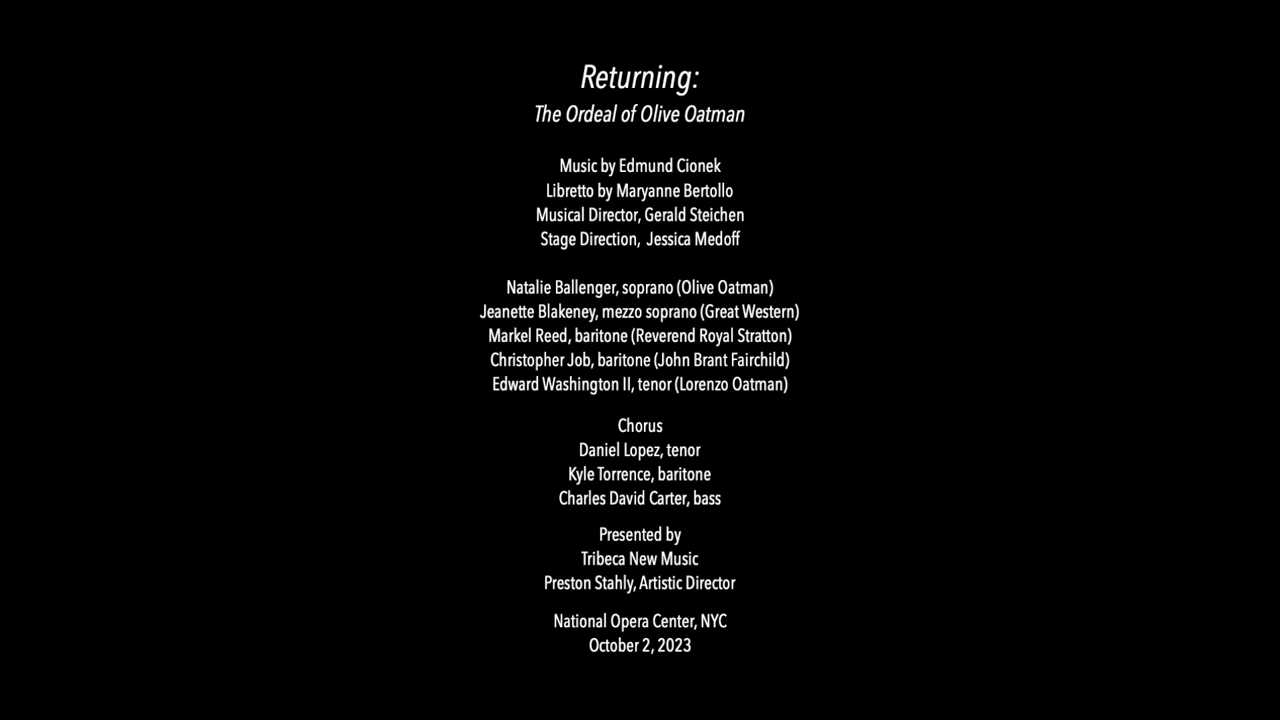 Returning:
The Ordeal of Olive Oatman
Music by Edmund Cionek
Libretto by Maryanne Bertollo
Musical Director, Gerald Steichen
Stage Direction, Jessica Medoff
Natalie Ballenger, soprano (Olive Oatman)
Jeanette Blakeney, mezzo soprano (Great Western)
Markel Reed, baritone (Reverend Royal Stratton)
Christopher Job, baritone (John Brant Fairchild)
Edward Washington II, tenor (Lorenzo Oatman)
Chorus
Daniel Lopez, tenor
Kyle Torrence, baritone
Charles David Carter, bass
Presented by
Tribeca New Music
Preston Stahly, Artistic Director
National Opera Center, NYC
October 2, 2023